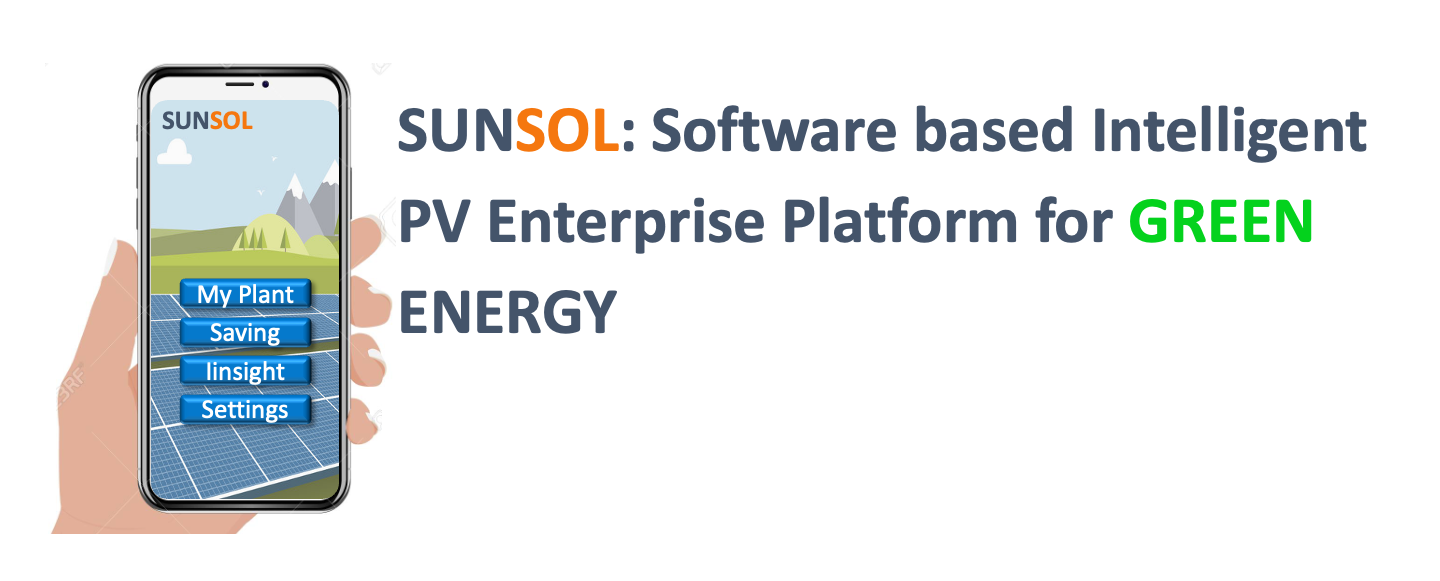 SUNSOL
My Plant
Saving
Iinsight
Settings
SUNSOL: Software based Intelligent
PV Enterprise Platform for GREEN
ENERGY